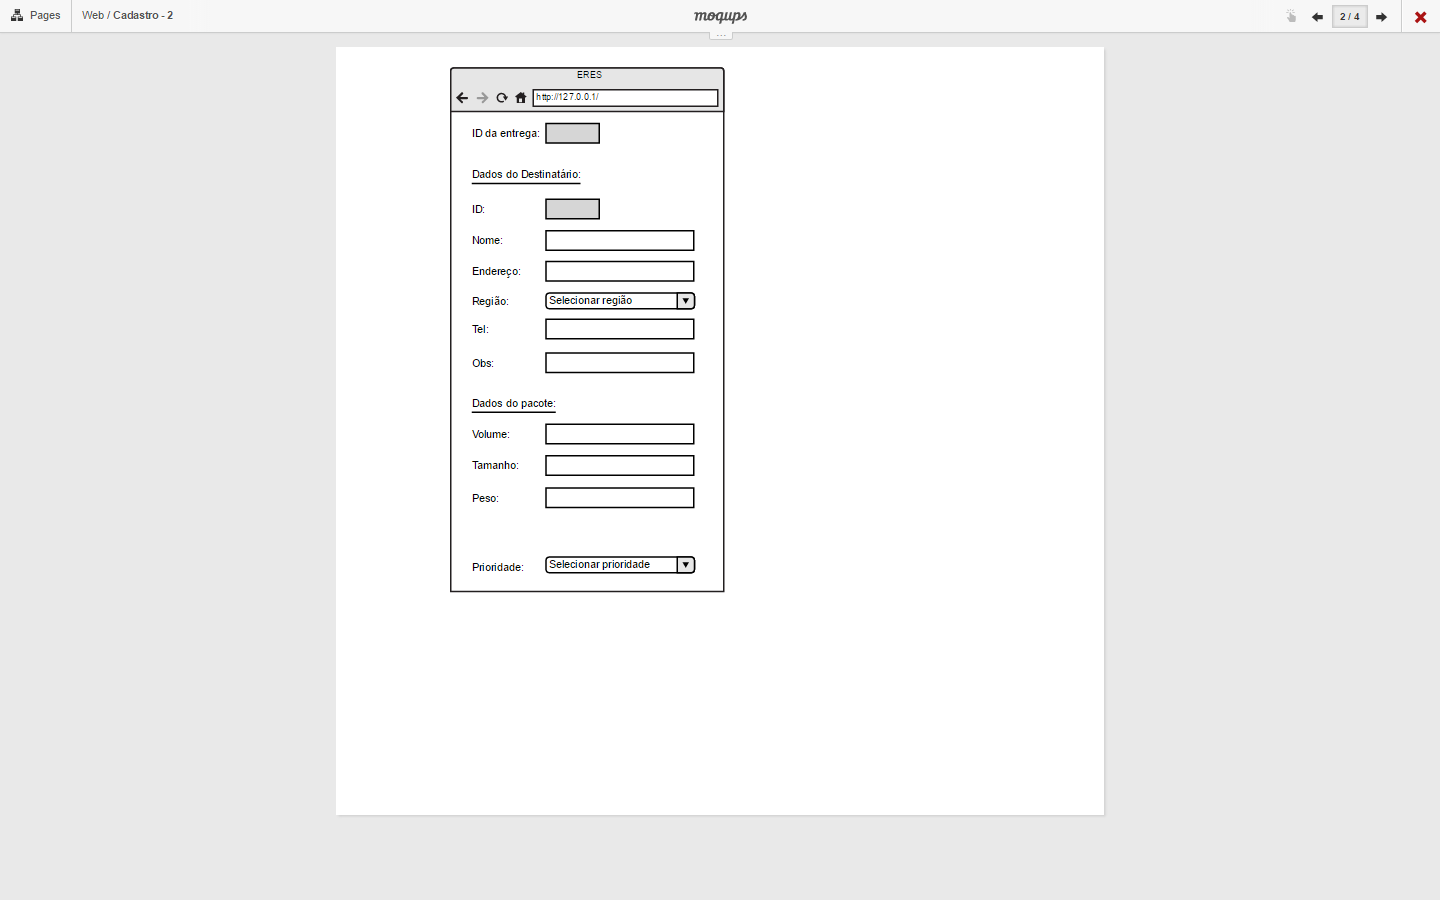 Pages
Web / Cadastro - 2
moqups
2 / 4
...
ERES
http://127.0.0.1/
ID da entrega:
Dados do Destinatário:
ID:
Nome:
Endereço:
Região: Selecionar região
Tel:
Obs:
Dados do pacote:
Volume:
Tamanho:
Peso:
Prioridade: Selecionar prioridade